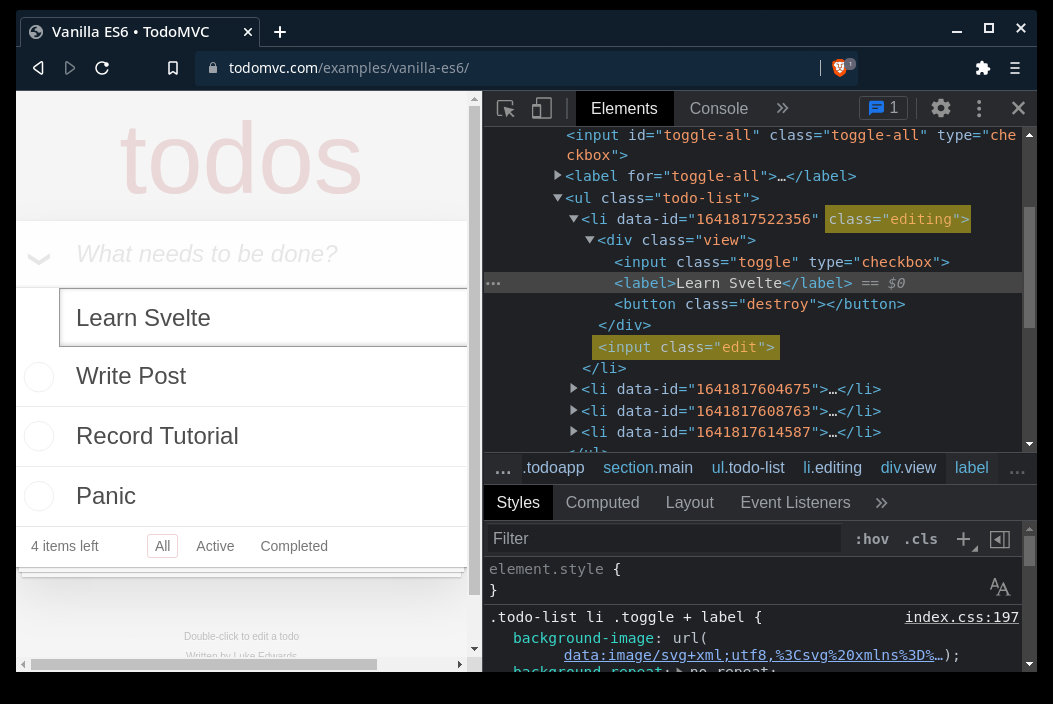 Vanilla ES6 • TodoMVC
todomvc.com/examples/vanilla-es6/
todos
What needs to be done?
Learn Svelte
Write Post
Record Tutorial
Panic
4 items left All Active Completed
Double-click to edit a todo
Written by Luke Edwards
Elements Console 1
<input id="toggle-all" class="toggle-all" type="che
ckbox">
<label for="toggle-all">…</label>
<ul class="todo-list">
<li data-id="1641817522356" class="editing">
<div class="view">
<input class="toggle" type="checkbox">
<label>Learn Svelte</label> == $0
<button class="destroy"></button>
</div>
<input class="edit">
</li>
<li data-id="1641817604675">…</li>
<li data-id="1641817608763">…</li>
<li data-id="1641817614587">…</li>
</ul>
… .todoapp section.main ul.todo-list li.editing div.view label …
Styles Computed Layout Event Listeners
Filter :hov .cls
element.style {
}
.todo-list li .toggle + label { index.css:197
background-image: url(
data:image/svg+xml;utf8,%3Csvg%20xmlns%3D%…);
background-repeat: no-repeat;